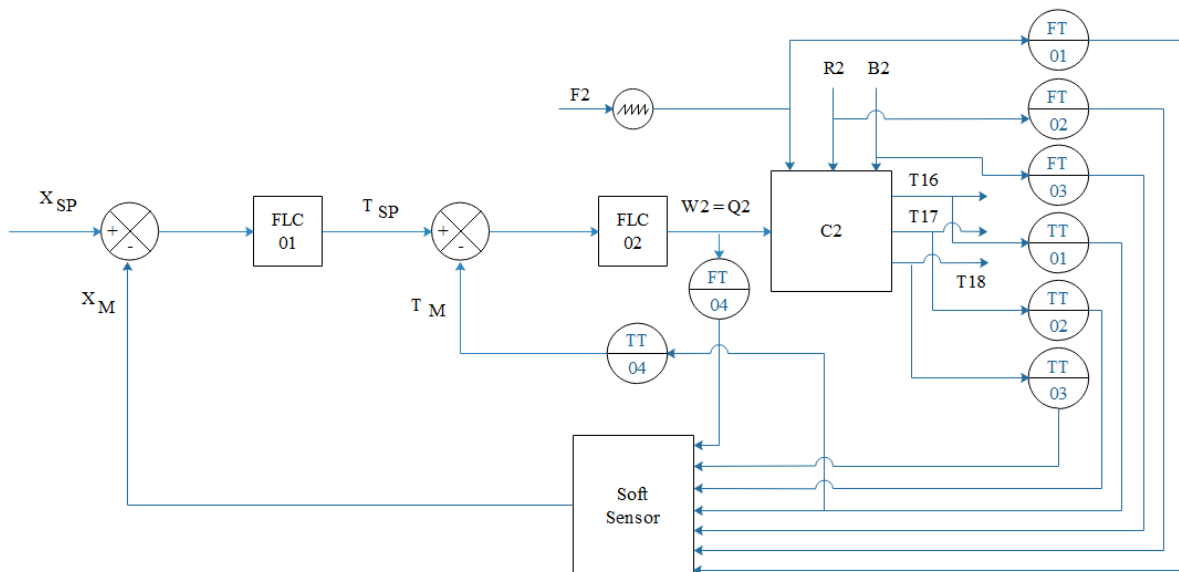 FT
01
R2 B2
F2
FT
02
FT
03
X SP
T SP
T16
FLC
01
+
-
+
-
FLC
02
W2 = Q2
C2
T17
TT
01
T18
X M
T M
FT
04
TT
02
TT
04
TT
03
Soft
Sensor